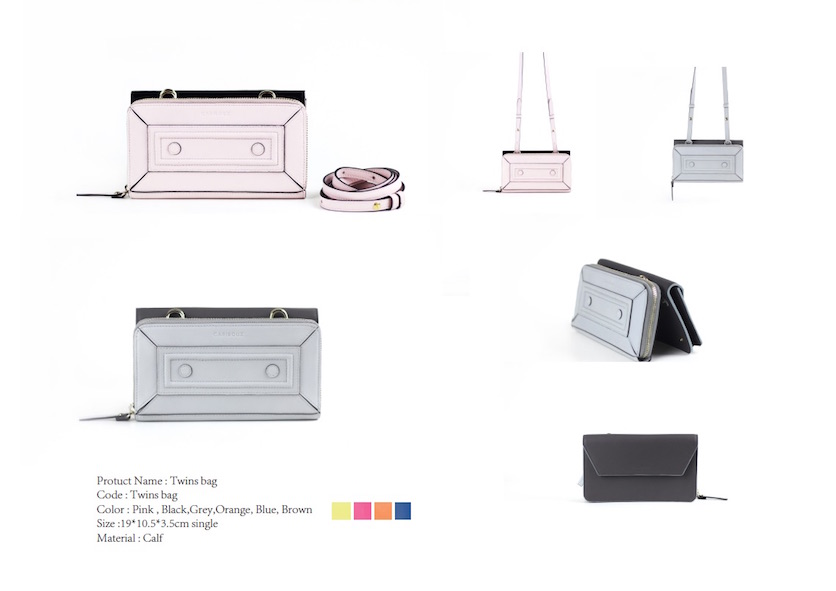 Protuct Name : Twins bag
Code : Twins bag
Color : Pink , Black,Grey,Orange, Blue, Brown
Size :19*10.5*3.5cm single
Material : Calf